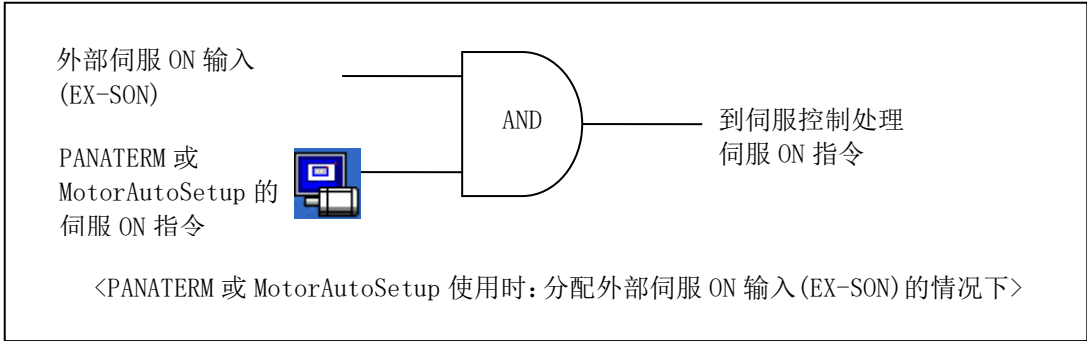 外部伺服 ON 输入
(EX-SON)
AND
到伺服控制处理
伺服 ON 指令
PANATERM 或
MotorAutoSetup 的
伺服 ON 指令
<PANATERM 或 MotorAutoSetup 使用时:分配外部伺服 ON 输入(EX-SON)的情况下>